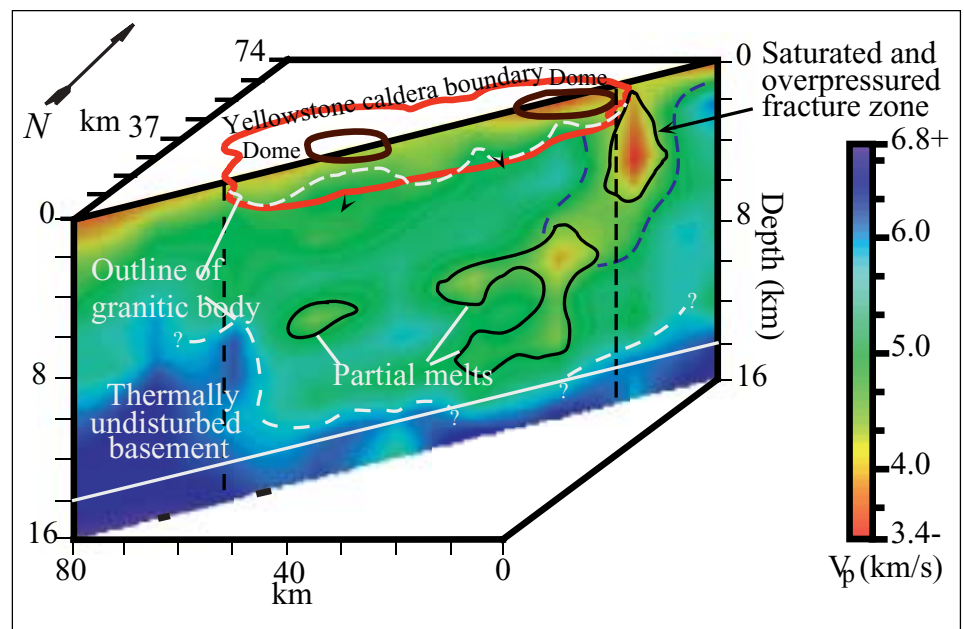 N
km
74
37
0
Yellowstone caldera boundary
Dome
Dome
Saturated and
overpressured
fracture zone
0
8
16
Depth (km)
6.8+
6.0
5.0
4.0
3.4-
Vp (km/s)
Outline of
granitic body
?
Partial melts
?
?
?
Thermally
undisturbed
basement
8
16
80
40
0
km